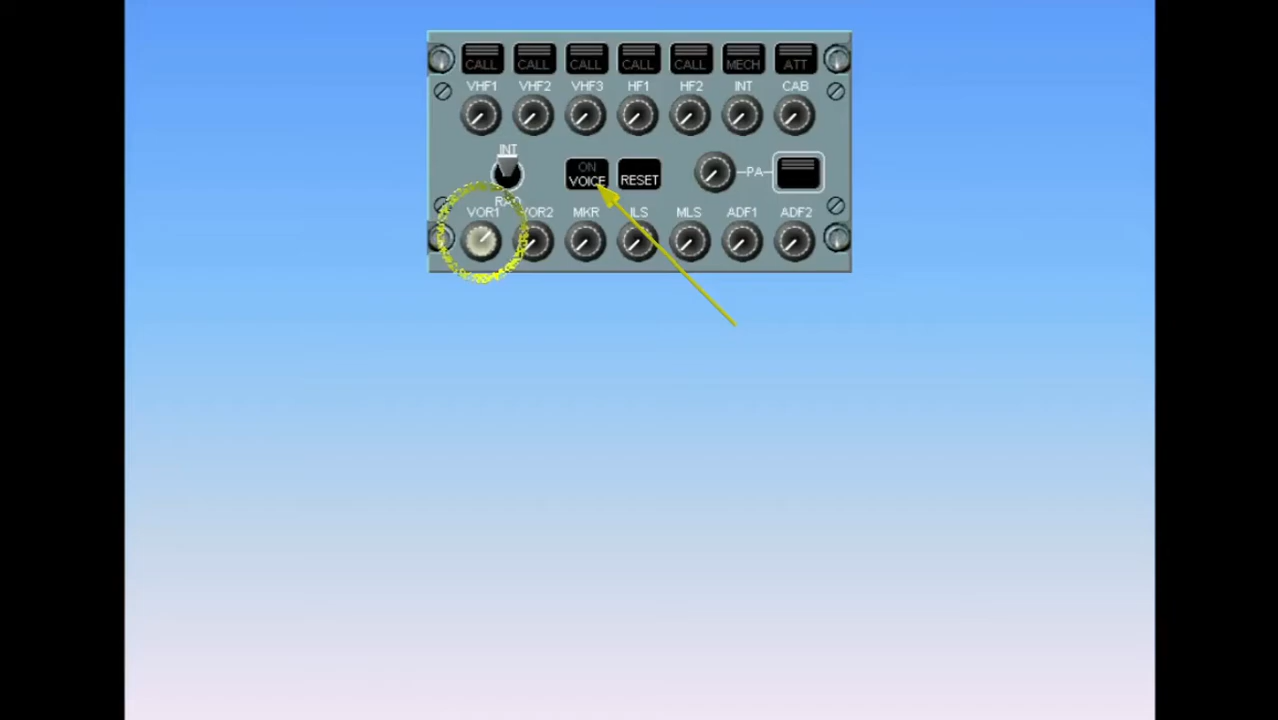 CALL CALL CALL CALL CALL MECH ATT
VHF1 VHF2 VHF3 HF1 HF2 INT CAB
INT
ON
VOICE RESET PA
RAD
VOR1 VOR2 MKR ILS MLS ADF1 ADF2